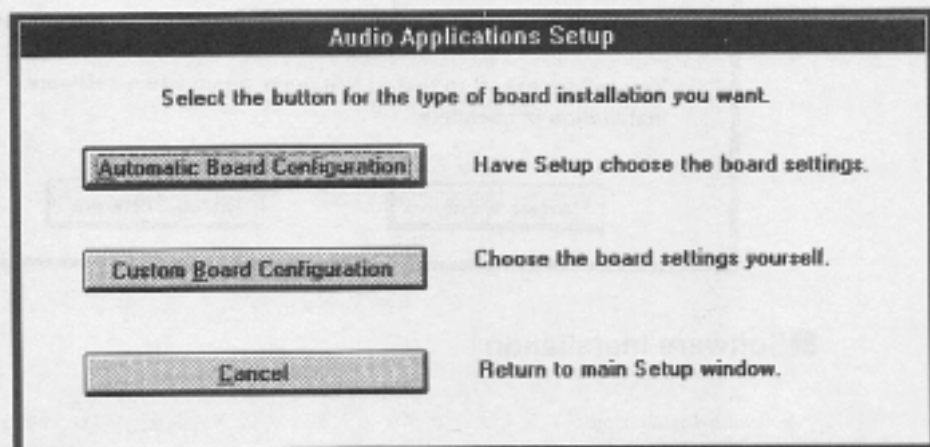 Audio Applications Setup
Select the button for the type of board installation you want.
Automatic Board Configuration Have Setup choose the board settings.
Custom Board Configuration Choose the board settings yourself.
Cancel Return to main Setup window.